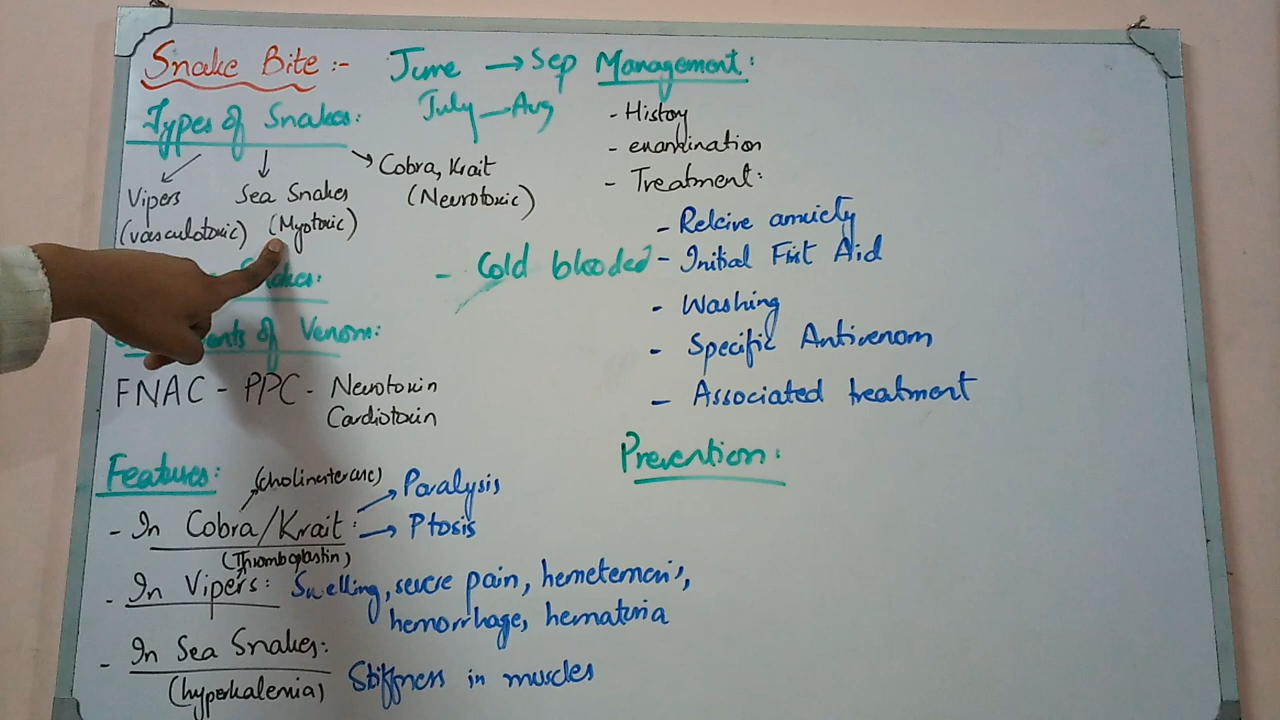 Snake Bite :- June → Sep
July — Aug
Types of Snakes:
Vipers
(vasculotoxic)
Sea Snakes
(Myotoxic)
Cobra, Krait
(Neurotoxic)
- Cold blooded
of Venom:
FNAC - PPC - Neurotoxin
Cardiotoxin
Features:
(cholinesterase)
- In Cobra/Krait: → Paralysis
→ Ptosis
(Thromboplastin)
- In Vipers: Swelling, severe pain, hemetemesis,
hemorrhage, hematuria
- In Sea Snakes:
(hyperkalemia) Stiffness in muscles
Management:
- History
- examination
- Treatment:
- Releive anxiety
- Initial First Aid
- Washing
- Specific Antivenom
- Associated treatment
Prevention: